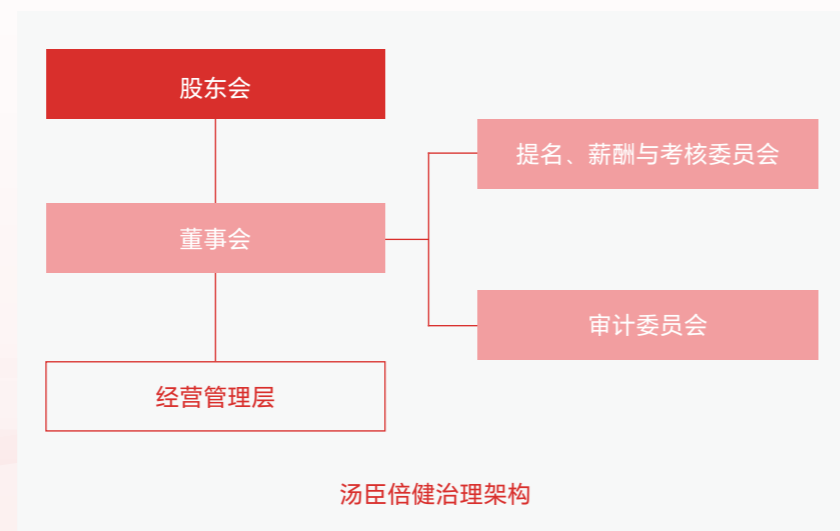 股东会
提名、薪酬与考核委员会
董事会
审计委员会
经营管理层
汤臣倍健治理架构